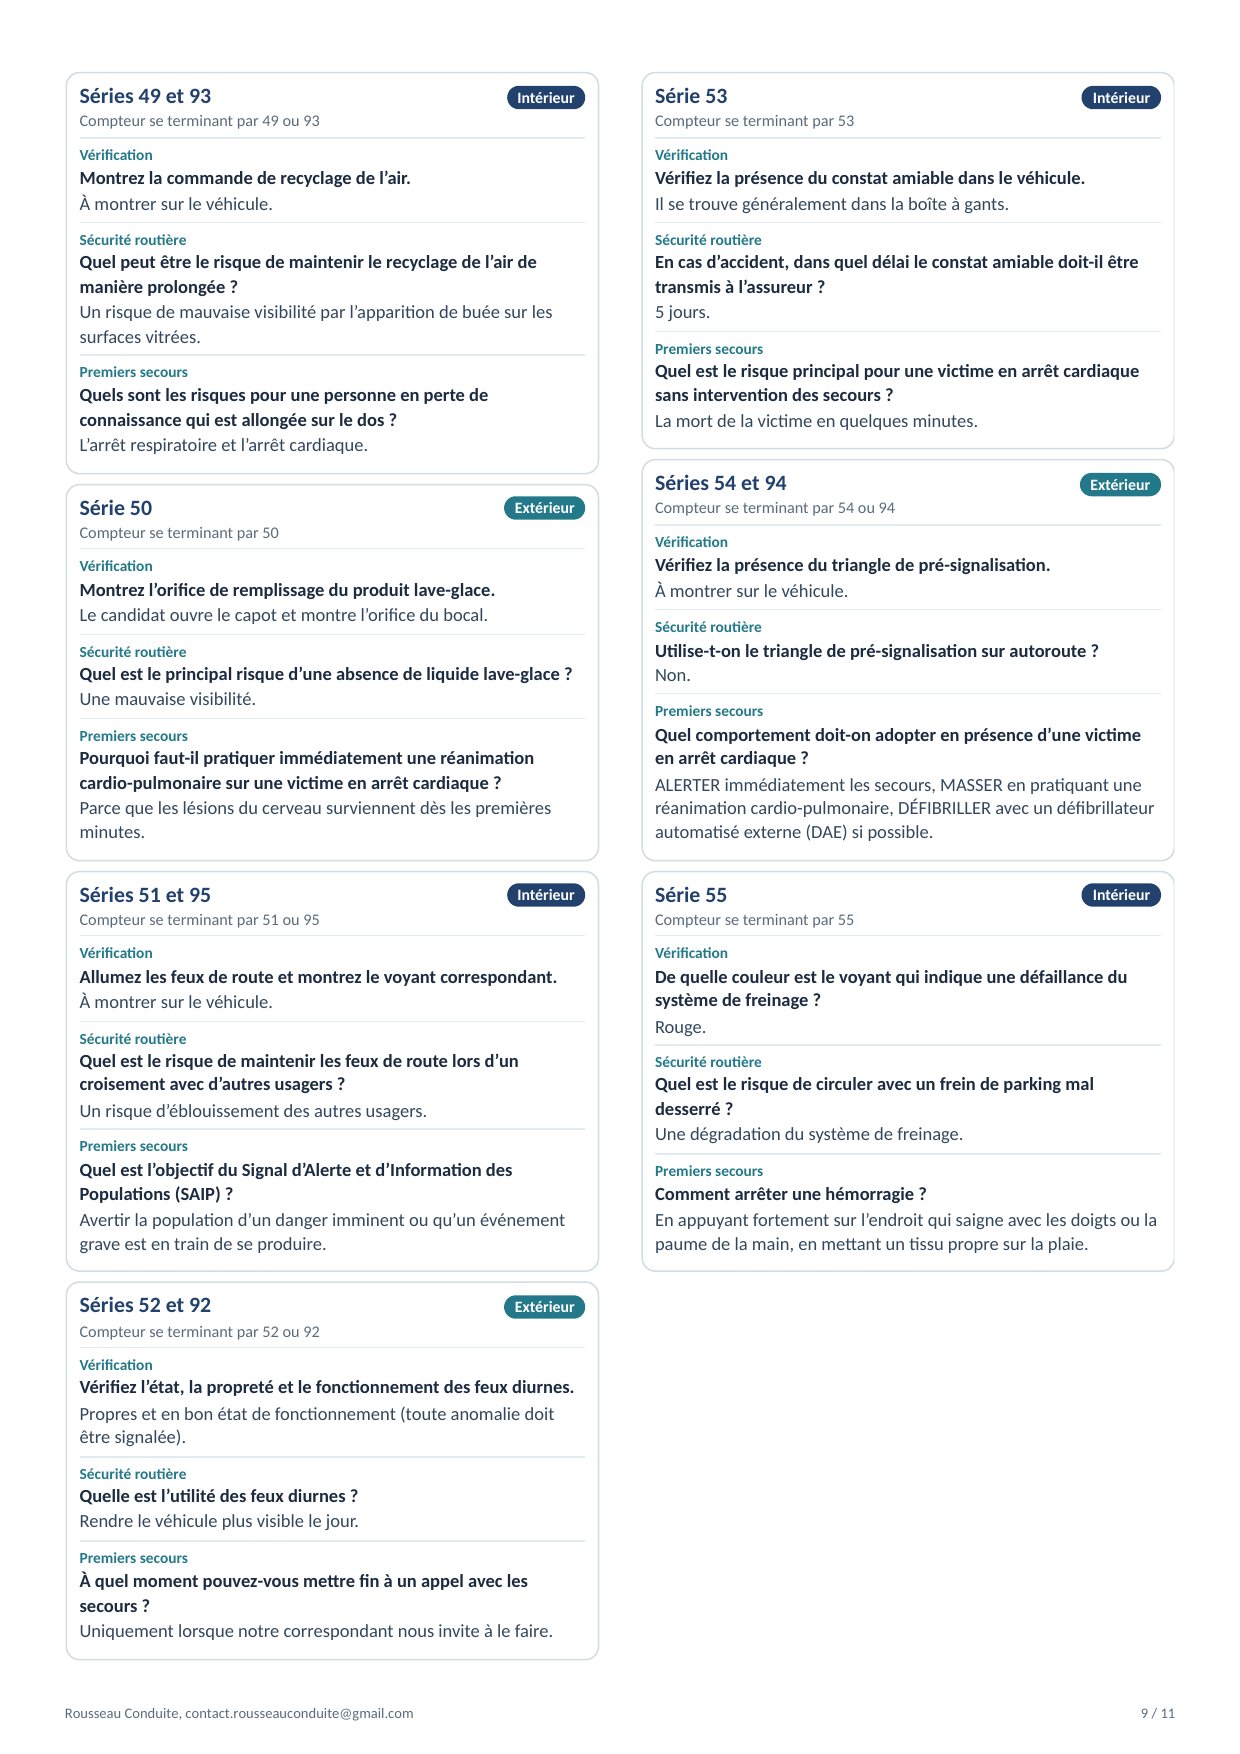 Séries 49 et 93
Intérieur
Compteur se terminant par 49 ou 93
Vérification
Montrez la commande de recyclage de l’air.
À montrer sur le véhicule.
Sécurité routière
Quel peut être le risque de maintenir le recyclage de l’air de
manière prolongée ?
Un risque de mauvaise visibilité par l’apparition de buée sur les
surfaces vitrées.
Premiers secours
Quels sont les risques pour une personne en perte de
connaissance qui est allongée sur le dos ?
L’arrêt respiratoire et l’arrêt cardiaque.
Série 50
Extérieur
Compteur se terminant par 50
Vérification
Montrez l’orifice de remplissage du produit lave-glace.
Le candidat ouvre le capot et montre l’orifice du bocal.
Sécurité routière
Quel est le principal risque d’une absence de liquide lave-glace ?
Une mauvaise visibilité.
Premiers secours
Pourquoi faut-il pratiquer immédiatement une réanimation
cardio-pulmonaire sur une victime en arrêt cardiaque ?
Parce que les lésions du cerveau surviennent dès les premières
minutes.
Séries 51 et 95
Intérieur
Compteur se terminant par 51 ou 95
Vérification
Allumez les feux de route et montrez le voyant correspondant.
À montrer sur le véhicule.
Sécurité routière
Quel est le risque de maintenir les feux de route lors d’un
croisement avec d’autres usagers ?
Un risque d’éblouissement des autres usagers.
Premiers secours
Quel est l’objectif du Signal d’Alerte et d’Information des
Populations (SAIP) ?
Avertir la population d’un danger imminent ou qu’un événement
grave est en train de se produire.
Séries 52 et 92
Extérieur
Compteur se terminant par 52 ou 92
Vérification
Vérifiez l’état, la propreté et le fonctionnement des feux diurnes.
Propres et en bon état de fonctionnement (toute anomalie doit
être signalée).
Sécurité routière
Quelle est l’utilité des feux diurnes ?
Rendre le véhicule plus visible le jour.
Premiers secours
À quel moment pouvez-vous mettre fin à un appel avec les
secours ?
Uniquement lorsque notre correspondant nous invite à le faire.
Série 53
Intérieur
Compteur se terminant par 53
Vérification
Vérifiez la présence du constat amiable dans le véhicule.
Il se trouve généralement dans la boîte à gants.
Sécurité routière
En cas d’accident, dans quel délai le constat amiable doit-il être
transmis à l’assureur ?
5 jours.
Premiers secours
Quel est le risque principal pour une victime en arrêt cardiaque
sans intervention des secours ?
La mort de la victime en quelques minutes.
Séries 54 et 94
Extérieur
Compteur se terminant par 54 ou 94
Vérification
Vérifiez la présence du triangle de pré-signalisation.
À montrer sur le véhicule.
Sécurité routière
Utilise-t-on le triangle de pré-signalisation sur autoroute ?
Non.
Premiers secours
Quel comportement doit-on adopter en présence d’une victime
en arrêt cardiaque ?
ALERTER immédiatement les secours, MASSER en pratiquant une
réanimation cardio-pulmonaire, DÉFIBRILLER avec un défibrillateur
automatisé externe (DAE) si possible.
Série 55
Intérieur
Compteur se terminant par 55
Vérification
De quelle couleur est le voyant qui indique une défaillance du
système de freinage ?
Rouge.
Sécurité routière
Quel est le risque de circuler avec un frein de parking mal
desserré ?
Une dégradation du système de freinage.
Premiers secours
Comment arrêter une hémorragie ?
En appuyant fortement sur l’endroit qui saigne avec les doigts ou la
paume de la main, en mettant un tissu propre sur la plaie.
Rousseau Conduite, contact.rousseauconduite@gmail.com
9 / 11